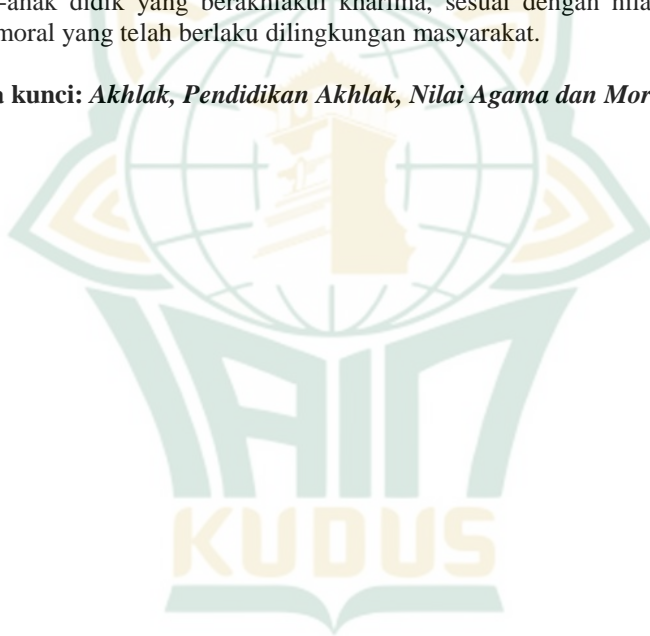 -anak didik yang berakhlakul kharima, sesuai dengan nila
moral yang telah berlaku dilingkungan masyarakat.
a kunci: Akhlak, Pendidikan Akhlak, Nilai Agama dan Mor
IAIN
KUDUS